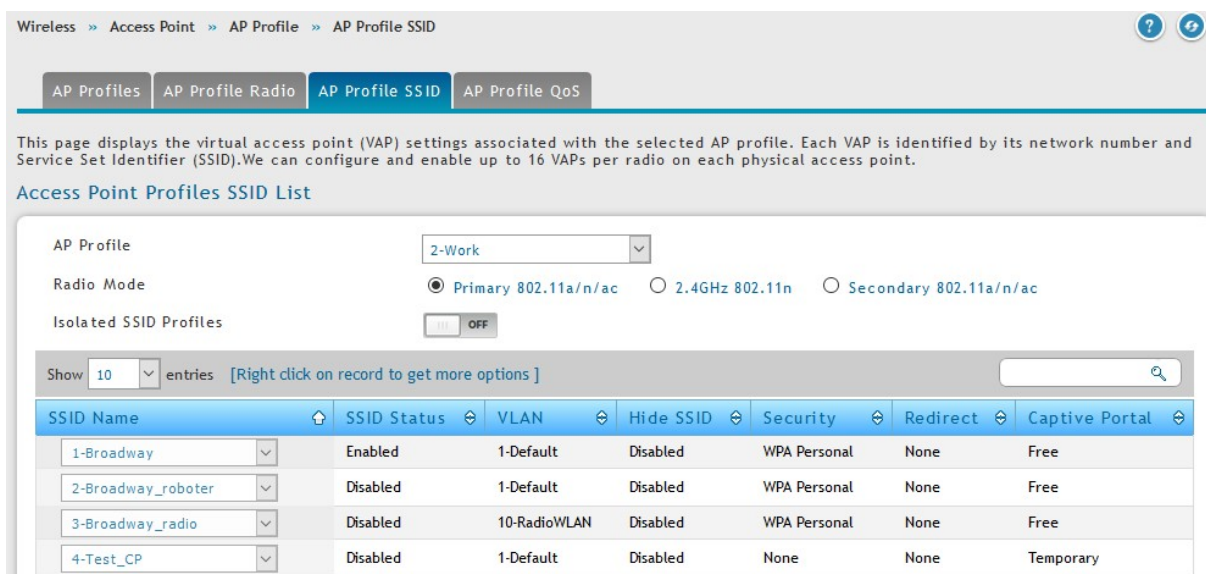 Wireless » Access Point » AP Profile » AP Profile SSID
?
AP Profiles AP Profile Radio AP Profile SSID AP Profile QoS
This page displays the virtual access point (VAP) settings associated with the selected AP profile. Each VAP is identified by its network number and
Service Set Identifier (SSID).We can configure and enable up to 16 VAPs per radio on each physical access point.
Access Point Profiles SSID List
AP Profile 2-Work
Radio Mode Primary 802.11a/n/ac 2.4GHz 802.11n Secondary 802.11a/n/ac
Isolated SSID Profiles OFF
Show 10 entries [Right click on record to get more options ]
SSID Name SSID Status VLAN Hide SSID Security Redirect Captive Portal
1-Broadway Enabled 1-Default Disabled WPA Personal None Free
2-Broadway_roboter Disabled 1-Default Disabled WPA Personal None Free
3-Broadway_radio Disabled 10-RadioWLAN Disabled WPA Personal None Free
4-Test_CP Disabled 1-Default Disabled None None Temporary